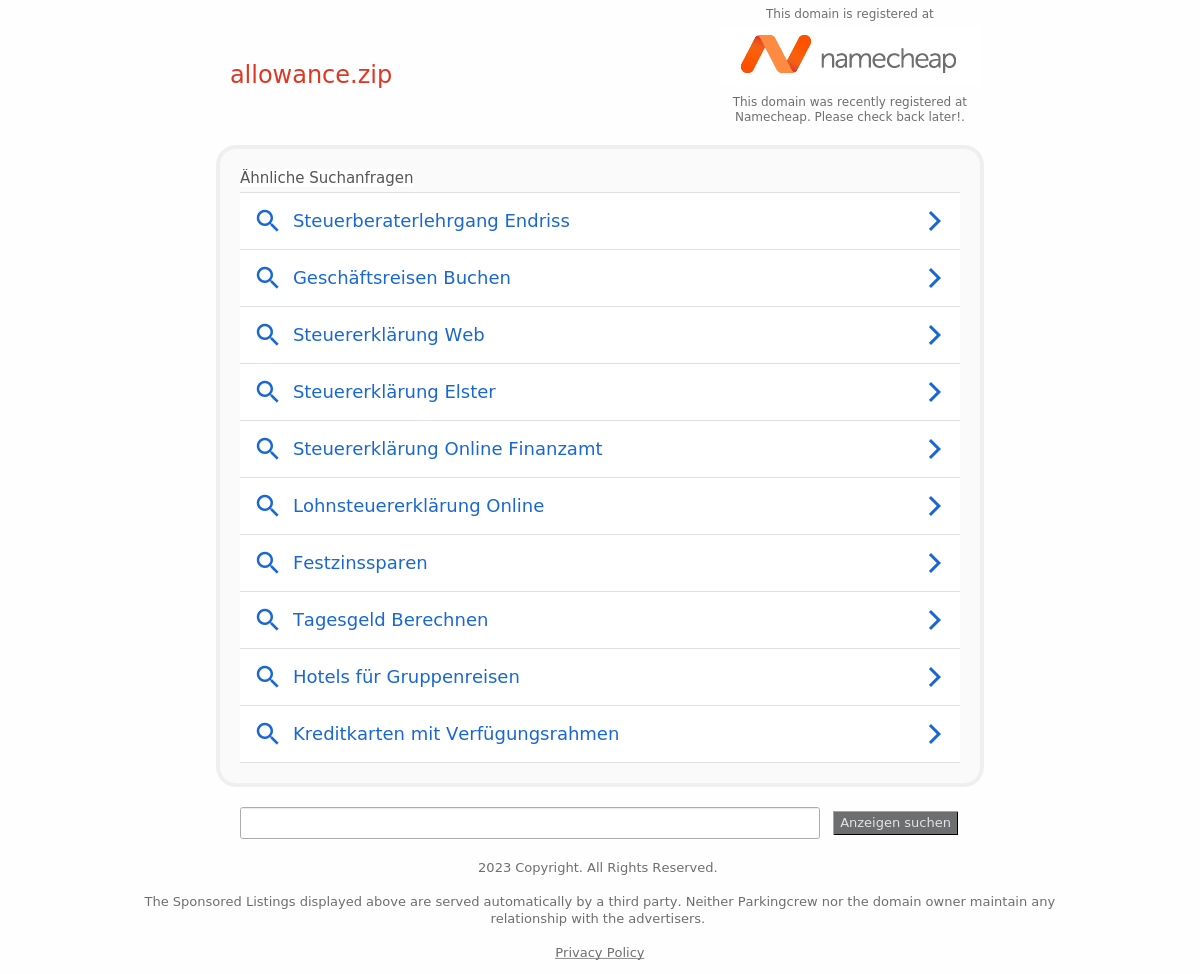 This domain is registered at
allowance.zip
namecheap
This domain was recently registered at
Namecheap. Please check back later!.
Ähnliche Suchanfragen
Steuerberaterlehrgang Endriss
Geschäftsreisen Buchen
Steuererklärung Web
Steuererklärung Elster
Steuererklärung Online Finanzamt
Lohnsteuererklärung Online
Festzinssparen
Tagesgeld Berechnen
Hotels für Gruppenreisen
Kreditkarten mit Verfügungsrahmen
Anzeigen suchen
2023 Copyright. All Rights Reserved.
The Sponsored Listings displayed above are served automatically by a third party. Neither Parkingcrew nor the domain owner maintain any
relationship with the advertisers.
Privacy Policy